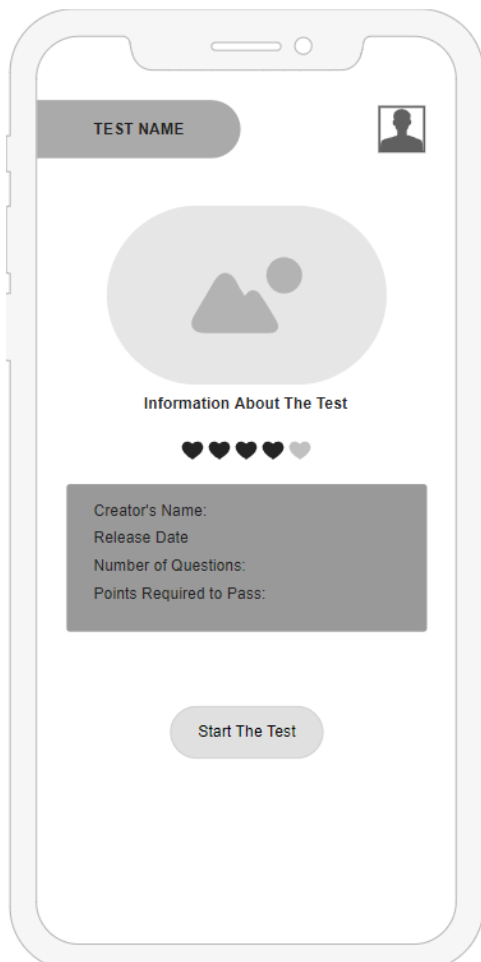 TEST NAME
Information About The Test
Creator's Name:
Release Date
Number of Questions:
Points Required to Pass:
Start The Test